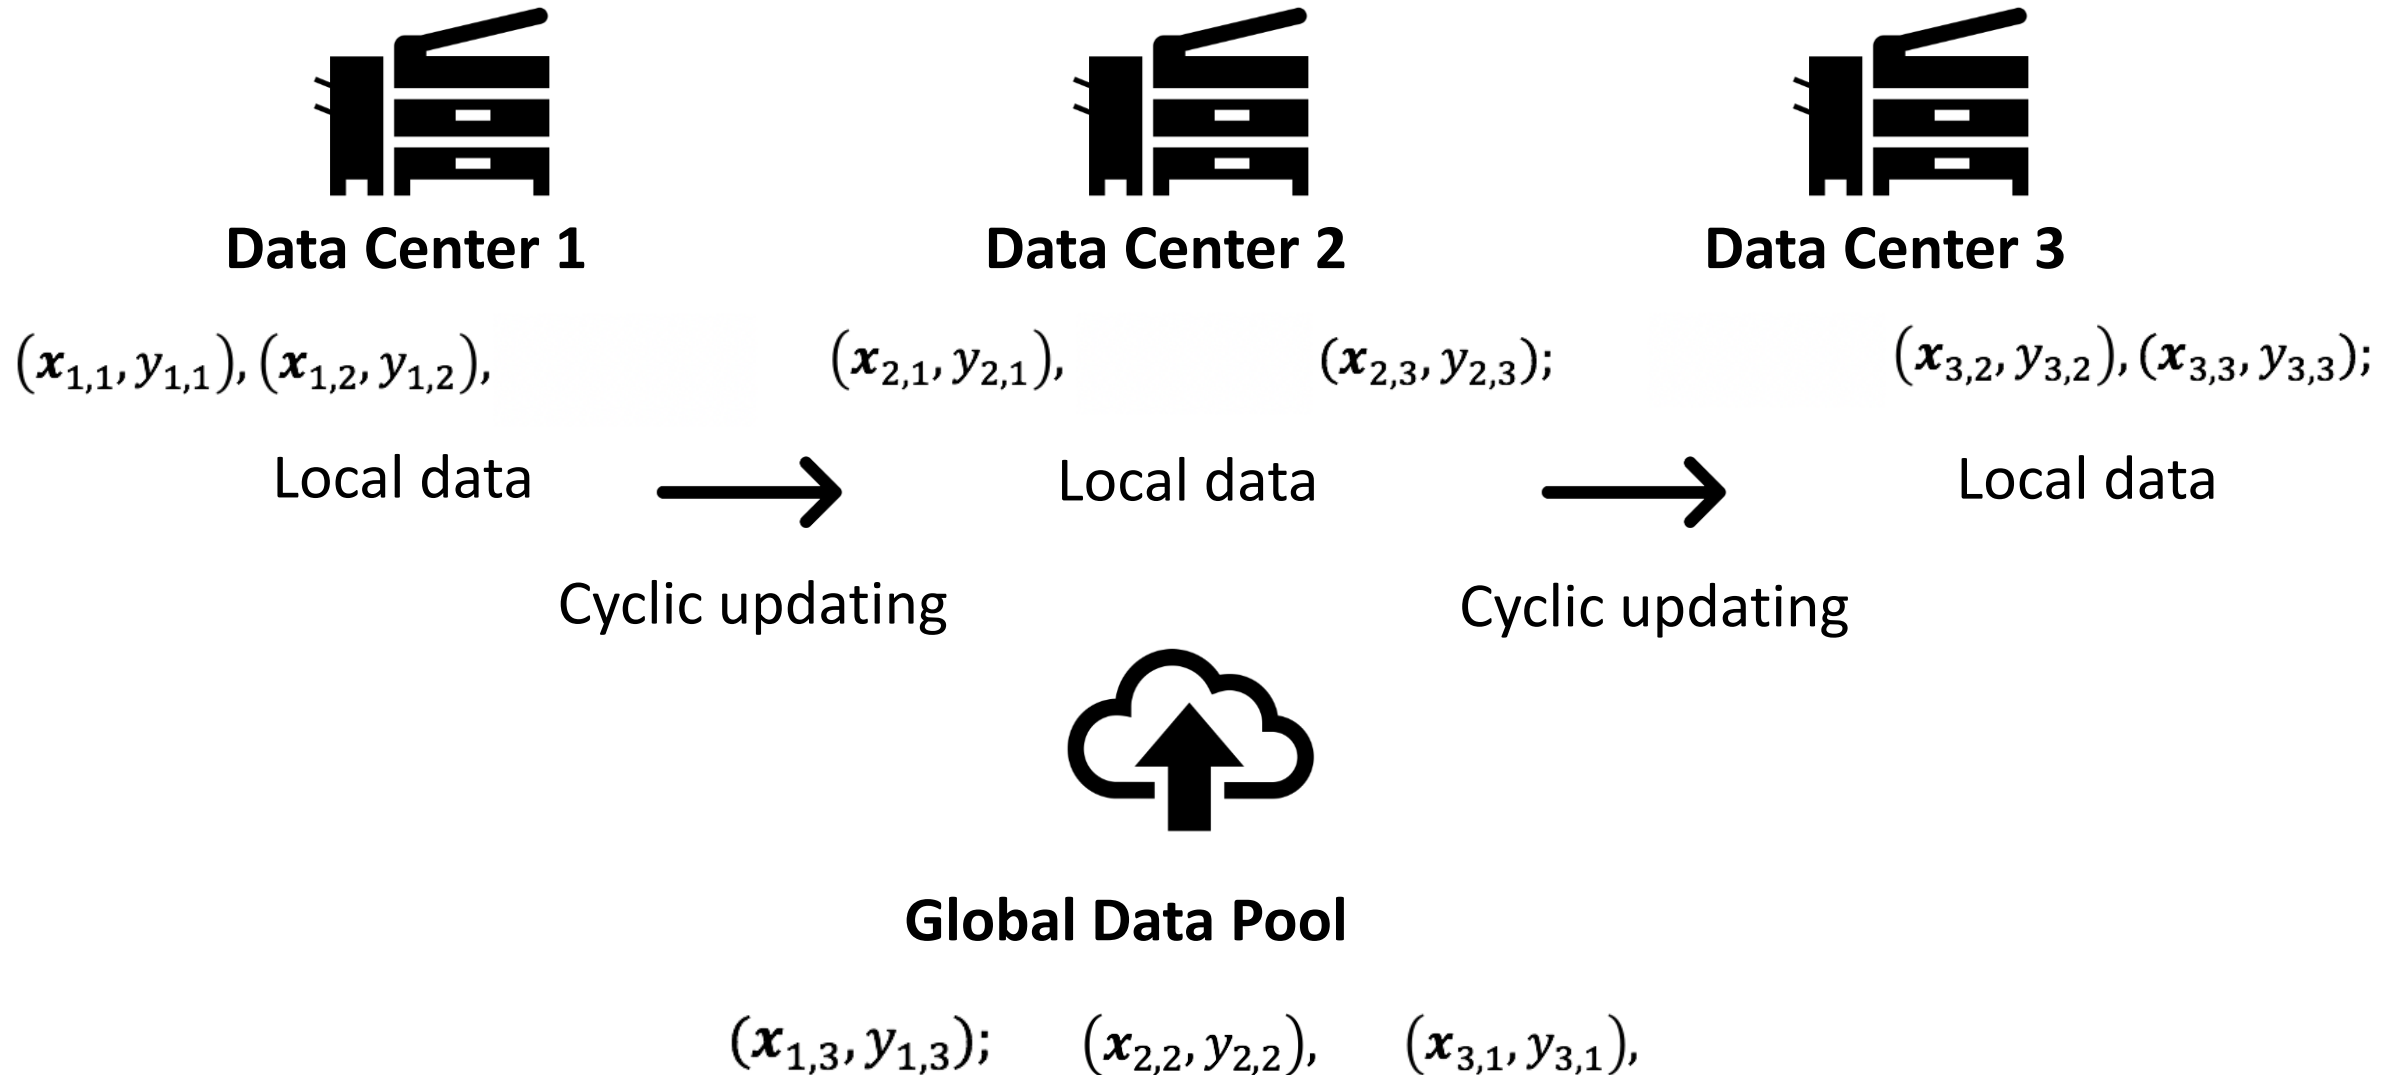 Data Center 1 Data Center 2 Data Center 3
(x₁,₁, y₁,₁), (x₁,₂, y₁,₂), (x₂,₁, y₂,₁), (x₂,₃, y₂,₃); (x₃,₂, y₃,₂), (x₃,₃, y₃,₃);
Local data Local data Local data
Cyclic updating Cyclic updating
Global Data Pool
(x₁,₃, y₁,₃); (x₂,₂, y₂,₂), (x₃,₁, y₃,₁),